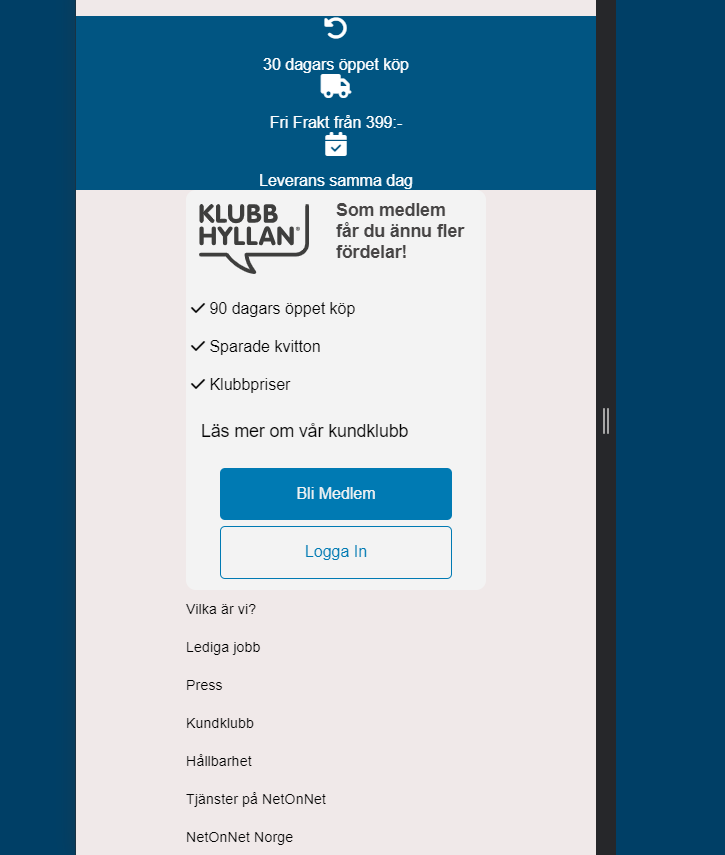 30 dagars öppet köp
Fri Frakt från 399:-
Leverans samma dag
KLUBB
HYLLAN®
Som medlem
får du ännu fler
fördelar!
90 dagars öppet köp
Sparade kvitton
Klubbpriser
Läs mer om vår kundklubb
Bli Medlem
Logga In
Vilka är vi?
Lediga jobb
Press
Kundklubb
Hållbarhet
Tjänster på NetOnNet
NetOnNet Norge